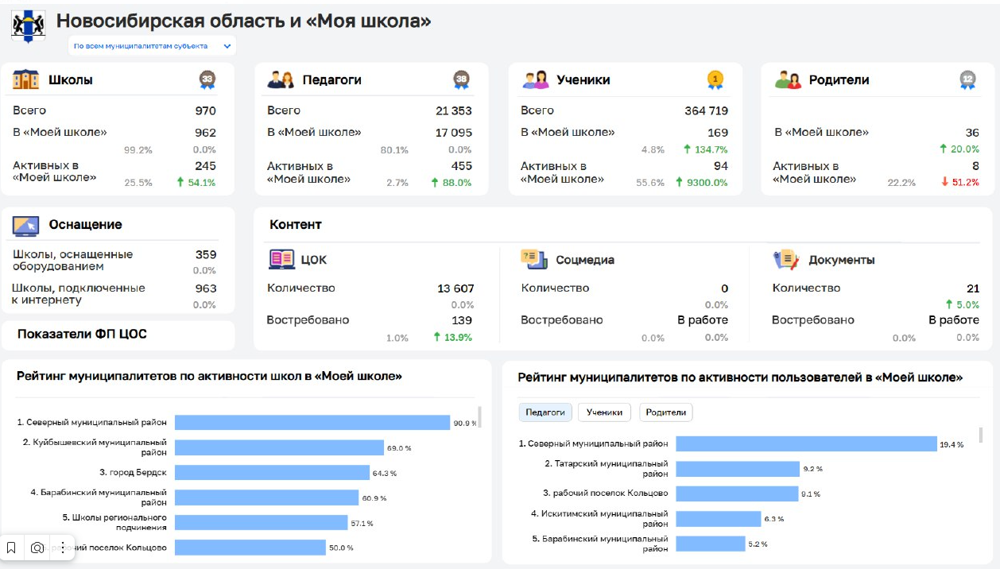 Новосибирская область и «Моя школа»
По всем муниципалитетам субъекта
Школы 33
Всего 970
В «Моей школе» 962
99.2% 0.0%
Активных в 245
«Моей школе» 25.5% 54.1%
Педагоги 38
Всего 21 353
В «Моей школе» 17 095
80.1% 0.0%
Активных в 455
«Моей школе» 2.7% 88.0%
Ученики 1
Всего 364 719
В «Моей школе» 169
4.8% 134.7%
Активных в 94
«Моей школе» 55.6% 9300.0%
Родители 12
В «Моей школе» 36
20.0%
Активных в 8
«Моей школе» 22.2% 51.2%
Оснащение
Школы, оснащенные 359
оборудованием 0.0%
Школы, подключенные 963
к интернету 0.0%
Показатели ФП ЦОС
Контент
ЦОК
Количество 13 607
0.0%
Востребовано 139
1.0% 13.9%
Соцмедиа
Количество 0
0.0%
Востребовано В работе
0.0% 0.0%
Документы
Количество 21
5.0%
Востребовано В работе
0.0% 0.0%
Рейтинг муниципалитетов по активности школ в «Моей школе»
1. Северный муниципальный район 90.9 %
2. Куйбышевский муниципальный
район 69.0 %
3. город Бердск 64.3 %
4. Барабинский муниципальный
район 60.9 %
5. Школы регионального
подчинения 57.1 %
поселок Кольцово 50.0 %
Рейтинг муниципалитетов по активности пользователей в «Моей школе»
Педагоги Ученики Родители
1. Северный муниципальный район 19.4 %
2. Татарский муниципальный
район 9.2 %
3. рабочий поселок Кольцово 9.1 %
4. Искитимский муниципальный
район 6.3 %
5. Барабинский муниципальный
район 5.2 %